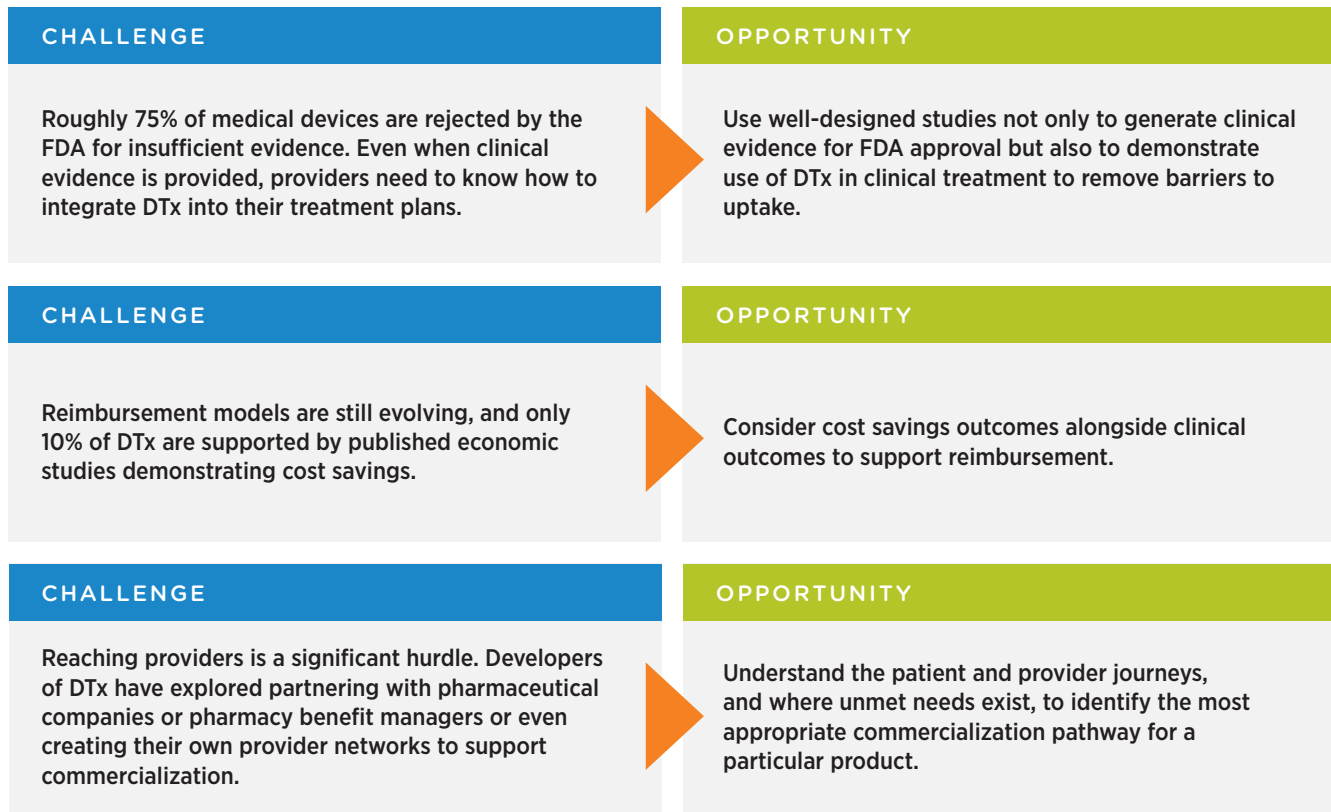 CHALLENGE
Roughly 75% of medical devices are rejected by the
FDA for insufficient evidence. Even when clinical
evidence is provided, providers need to know how to
integrate DTx into their treatment plans.
OPPORTUNITY
Use well-designed studies not only to generate clinical
evidence for FDA approval but also to demonstrate
use of DTx in clinical treatment to remove barriers to
uptake.
CHALLENGE
Reimbursement models are still evolving, and only
10% of DTx are supported by published economic
studies demonstrating cost savings.
OPPORTUNITY
Consider cost savings outcomes alongside clinical
outcomes to support reimbursement.
CHALLENGE
Reaching providers is a significant hurdle. Developers
of DTx have explored partnering with pharmaceutical
companies or pharmacy benefit managers or even
creating their own provider networks to support
commercialization.
OPPORTUNITY
Understand the patient and provider journeys,
and where unmet needs exist, to identify the most
appropriate commercialization pathway for a
particular product.